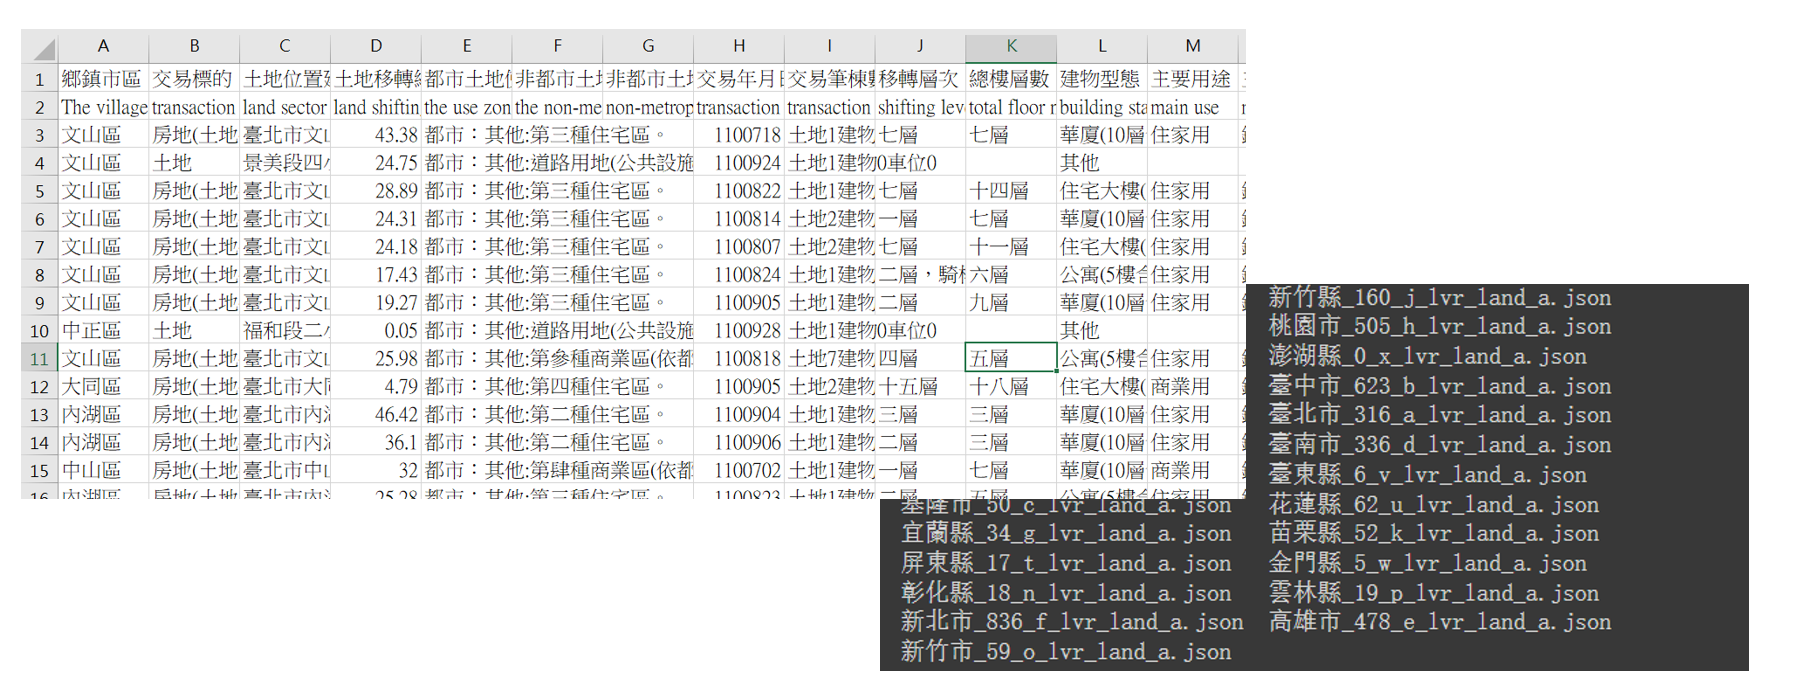 A B C D E F G H I J K L M
1 鄉鎮市區 交易標的 土地位置建 土地移轉總 都市土地使 非都市土地 非都市土地 交易年月日 交易筆棟數 移轉層次 總樓層數 建物型態 主要用途
2 The village transaction land sector land shiftin the use zon the non-me non-metrop transaction transaction shifting lev total floor building sta main use
3 文山區 房地(土地 臺北市文山 43.38 都市：其他:第三種住宅區。 1100718 土地1建物 七層 七層 華廈(10層 住家用
4 文山區 土地 景美段四小 24.75 都市：其他:道路用地(公共設施 1100924 土地1建物0車位0 其他
5 文山區 房地(土地 臺北市文山 28.89 都市：其他:第三種住宅區。 1100822 土地1建物 七層 十四層 住宅大樓( 住家用
6 文山區 房地(土地 臺北市文山 24.31 都市：其他:第三種住宅區。 1100814 土地2建物 一層 七層 華廈(10層 住家用
7 文山區 房地(土地 臺北市文山 24.18 都市：其他:第三種住宅區。 1100807 土地2建物 七層 十一層 住宅大樓( 住家用
8 文山區 房地(土地 臺北市文山 17.43 都市：其他:第三種住宅區。 1100824 土地1建物 二層，騎樓 六層 公寓(5樓含 住家用
9 文山區 房地(土地 臺北市文山 19.27 都市：其他:第三種住宅區。 1100905 土地1建物 二層 九層 華廈(10層 住家用
10 中正區 土地 福和段二小 0.05 都市：其他:道路用地(公共設施 1100928 土地1建物0車位0 其他
11 文山區 房地(土地 臺北市文山 25.98 都市：其他:第參種商業區(依都 1100818 土地7建物 四層 五層 公寓(5樓含 住家用
12 大同區 房地(土地 臺北市大同 4.79 都市：其他:第四種住宅區。 1100905 土地2建物 十五層 十八層 住宅大樓( 商業用
13 內湖區 房地(土地 臺北市內湖 46.42 都市：其他:第二種住宅區。 1100904 土地1建物 三層 三層 華廈(10層 住家用
14 內湖區 房地(土地 臺北市內湖 36.1 都市：其他:第二種住宅區。 1100906 土地1建物 二層 三層 華廈(10層 住家用
15 中山區 房地(土地 臺北市中山 32 都市：其他:第肆種商業區(依都 1100702 土地1建物 一層 七層 華廈(10層 商業用
16 內湖區 房地(土地 臺北市內湖 25.28 都市：其他:第三種住宅區。 1100823 土地1建物 二層 五層 公寓(5樓含 住家用
基隆市_50_c_lvr_land_a.json
宜蘭縣_34_g_lvr_land_a.json
屏東縣_17_t_lvr_land_a.json
彰化縣_18_n_lvr_land_a.json
新北市_836_f_lvr_land_a.json
新竹市_59_o_lvr_land_a.json
新竹縣_160_j_lvr_land_a.json
桃園市_505_h_lvr_land_a.json
澎湖縣_0_x_lvr_land_a.json
臺中市_623_b_lvr_land_a.json
臺北市_316_a_lvr_land_a.json
臺南市_336_d_lvr_land_a.json
臺東縣_6_v_lvr_land_a.json
花蓮縣_62_u_lvr_land_a.json
苗栗縣_52_k_lvr_land_a.json
金門縣_5_w_lvr_land_a.json
雲林縣_19_p_lvr_land_a.json
高雄市_478_e_lvr_land_a.json